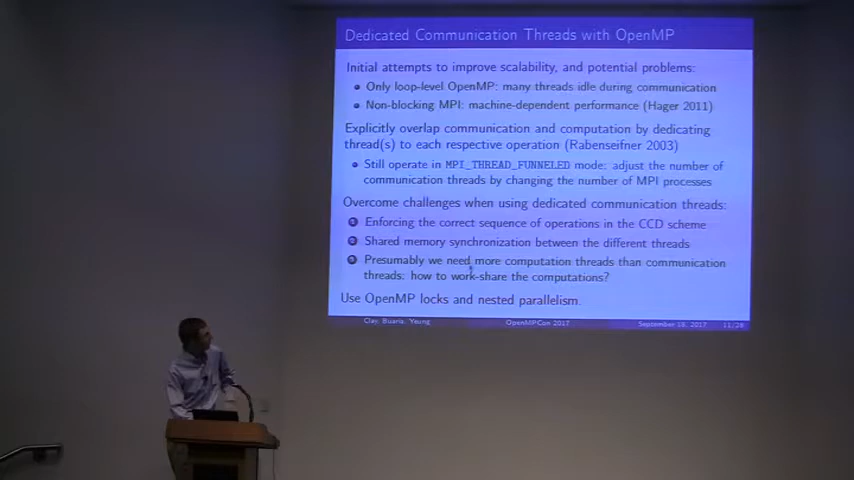 Dedicated Communication Threads with OpenMP
Initial attempts to improve scalability, and potential problems:
Only loop-level OpenMP: many threads idle during communication
Non-blocking MPI: machine-dependent performance (Hager 2011)
Explicitly overlap communication and computation by dedicating
thread(s) to each respective operation (Rabenseifner 2003)
Still operate in MPI_THREAD_FUNNELED mode: adjust the number of
communication threads by changing the number of MPI processes
Overcome challenges when using dedicated communication threads:
1 Enforcing the correct sequence of operations in the CCD scheme
2 Shared memory synchronization between the different threads
3 Presumably we need more computation threads than communication
threads: how to work-share the computations?
Use OpenMP locks and nested parallelism.
Clay, Buaria, Yeung OpenMPCon 2017 September 18, 2017 11/28